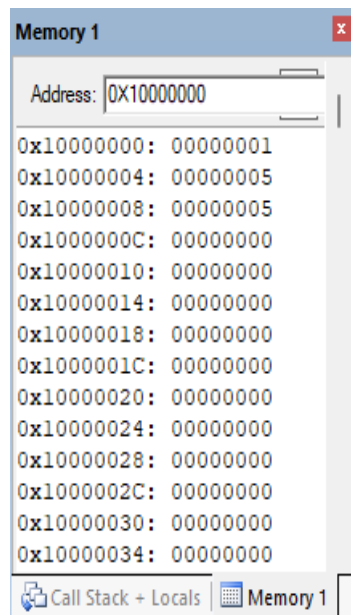 Memory 1
x
Address: 0X10000000
0x10000000: 00000001
0x10000004: 00000005
0x10000008: 00000005
0x1000000C: 00000000
0x10000010: 00000000
0x10000014: 00000000
0x10000018: 00000000
0x1000001C: 00000000
0x10000020: 00000000
0x10000024: 00000000
0x10000028: 00000000
0x1000002C: 00000000
0x10000030: 00000000
0x10000034: 00000000
Call Stack + Locals Memory 1